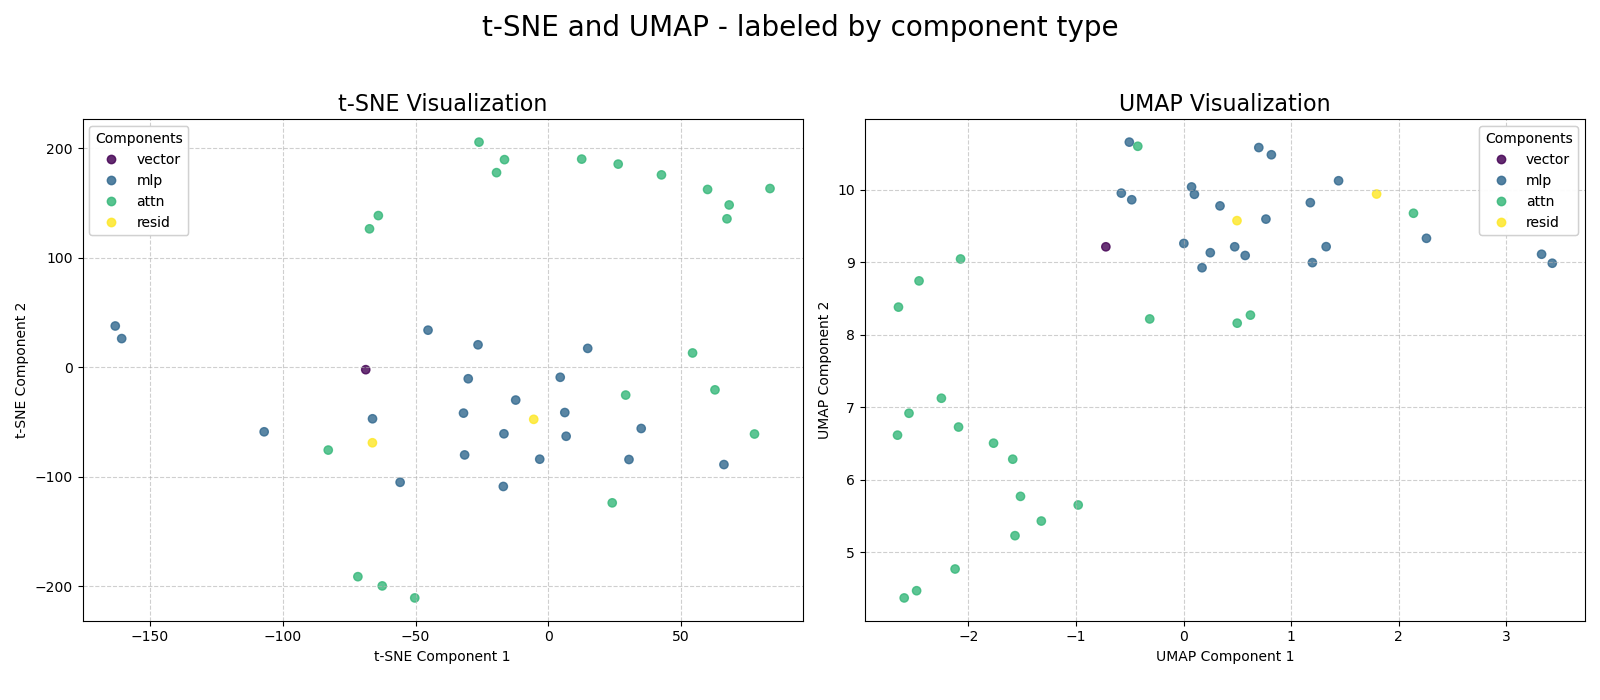 t-SNE and UMAP - labeled by component type
t-SNE Visualization
Components
vector
mlp
attn
resid
200
100
0
−100
−200
t-SNE Component 2
−150
−100
−50
0
50
t-SNE Component 1
UMAP Visualization
Components
vector
mlp
attn
resid
10
9
8
7
6
5
UMAP Component 2
−2
−1
0
1
2
3
UMAP Component 1